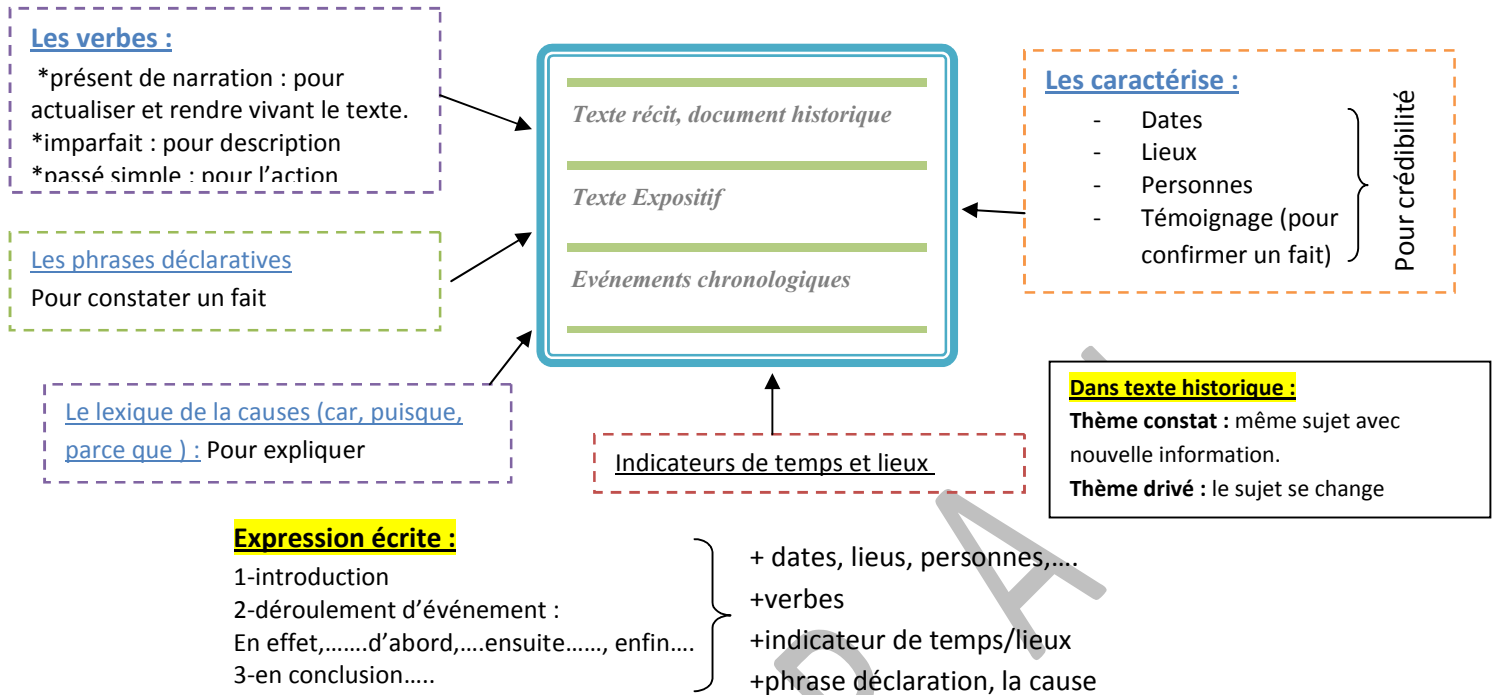 Les verbes :
*présent de narration : pour
actualiser et rendre vivant le texte.
*imparfait : pour description
*passé simple : pour l'action
Les phrases déclaratives
Pour constater un fait
Le lexique de la causes (car, puisque,
parce que ) : Pour expliquer
Texte récit, document historique
Texte Expositif
Evénements chronologiques
Indicateurs de temps et lieux
Les caractérise :
- Dates
- Lieux
- Personnes
- Témoignage (pour
confirmer un fait)
Pour crédibilité
Dans texte historique :
Thème constat : même sujet avec
nouvelle information.
Thème drivé : le sujet se change
Expression écrite :
1-introduction
2-déroulement d'événement :
En effet,.......d'abord,....ensuite......, enfin....
3-en conclusion.....
+ dates, lieus, personnes,....
+verbes
+indicateur de temps/lieux
+phrase déclaration, la cause